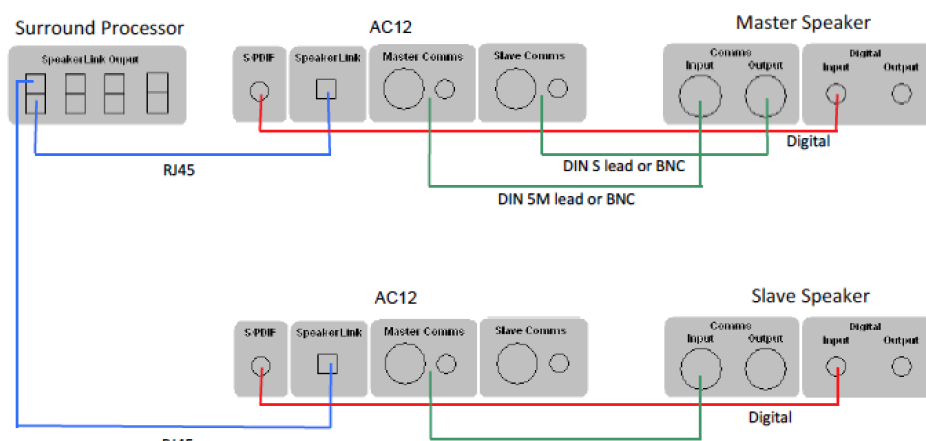 Surround Processor
AC12
Master Speaker
SpeakerLink Output
S-PDIF
SpeakerLink
Master Comms
Slave Comms
Comms
Input
Output
Digital
Input
Output
Digital
RJ45
DIN S lead or BNC
DIN 5M lead or BNC
AC12
Slave Speaker
S-PDIF
SpeakerLink
Master Comms
Slave Comms
Comms
Input
Output
Digital
Input
Output
Digital
RJ45